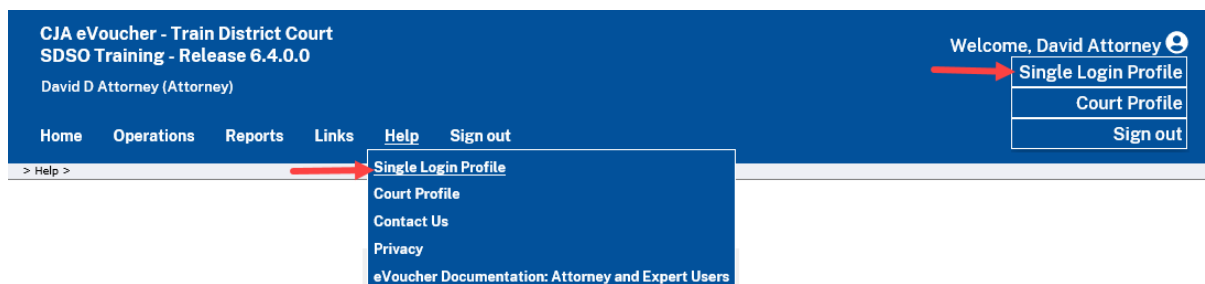 CJA eVoucher - Train District Court
SDSO Training - Release 6.4.0.0
David D Attorney (Attorney)
Welcome, David Attorney
Single Login Profile
Court Profile
Sign out
Home Operations Reports Links Help Sign out
> Help >
Single Login Profile
Court Profile
Contact Us
Privacy
eVoucher Documentation: Attorney and Expert Users